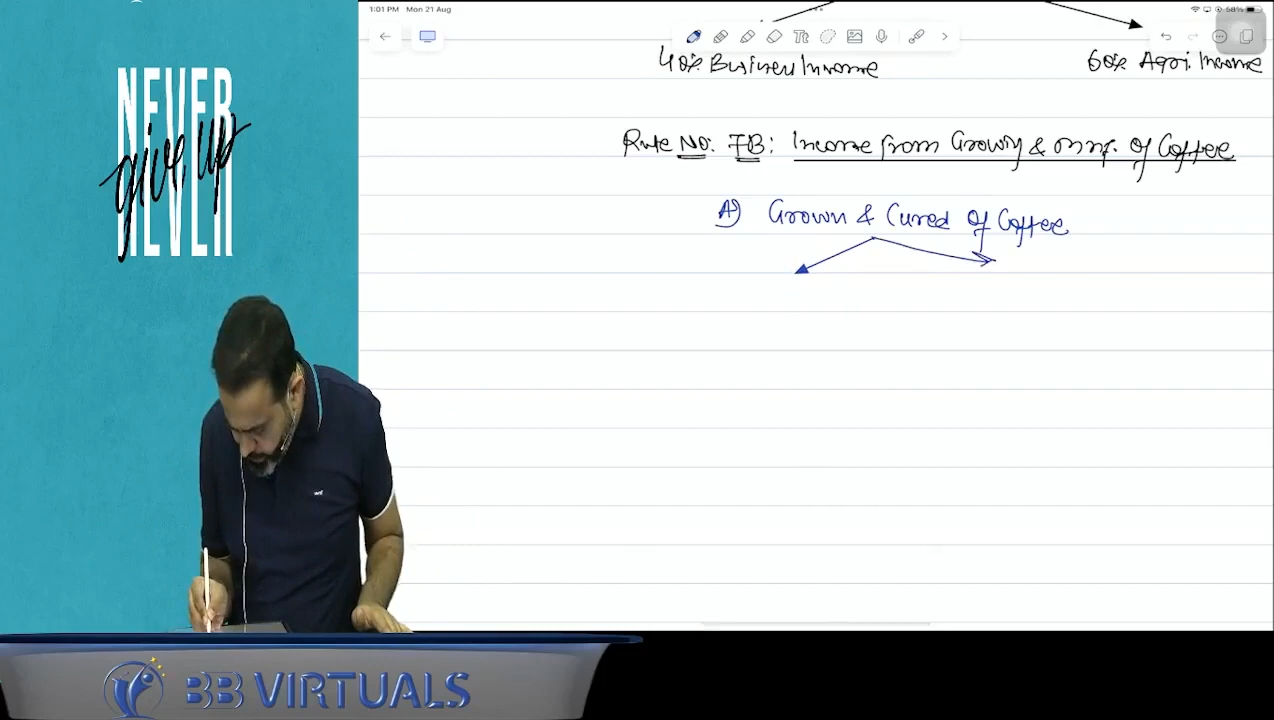 1:01 PM Mon 21 Aug
58%
NEVER
give up
NEVER
40% Business Income
60% Agri. Income
Rule No. 7B: Income from Growing & mnf. of Coffee
A) Grown & Cured of Coffee
BB VIRTUALS